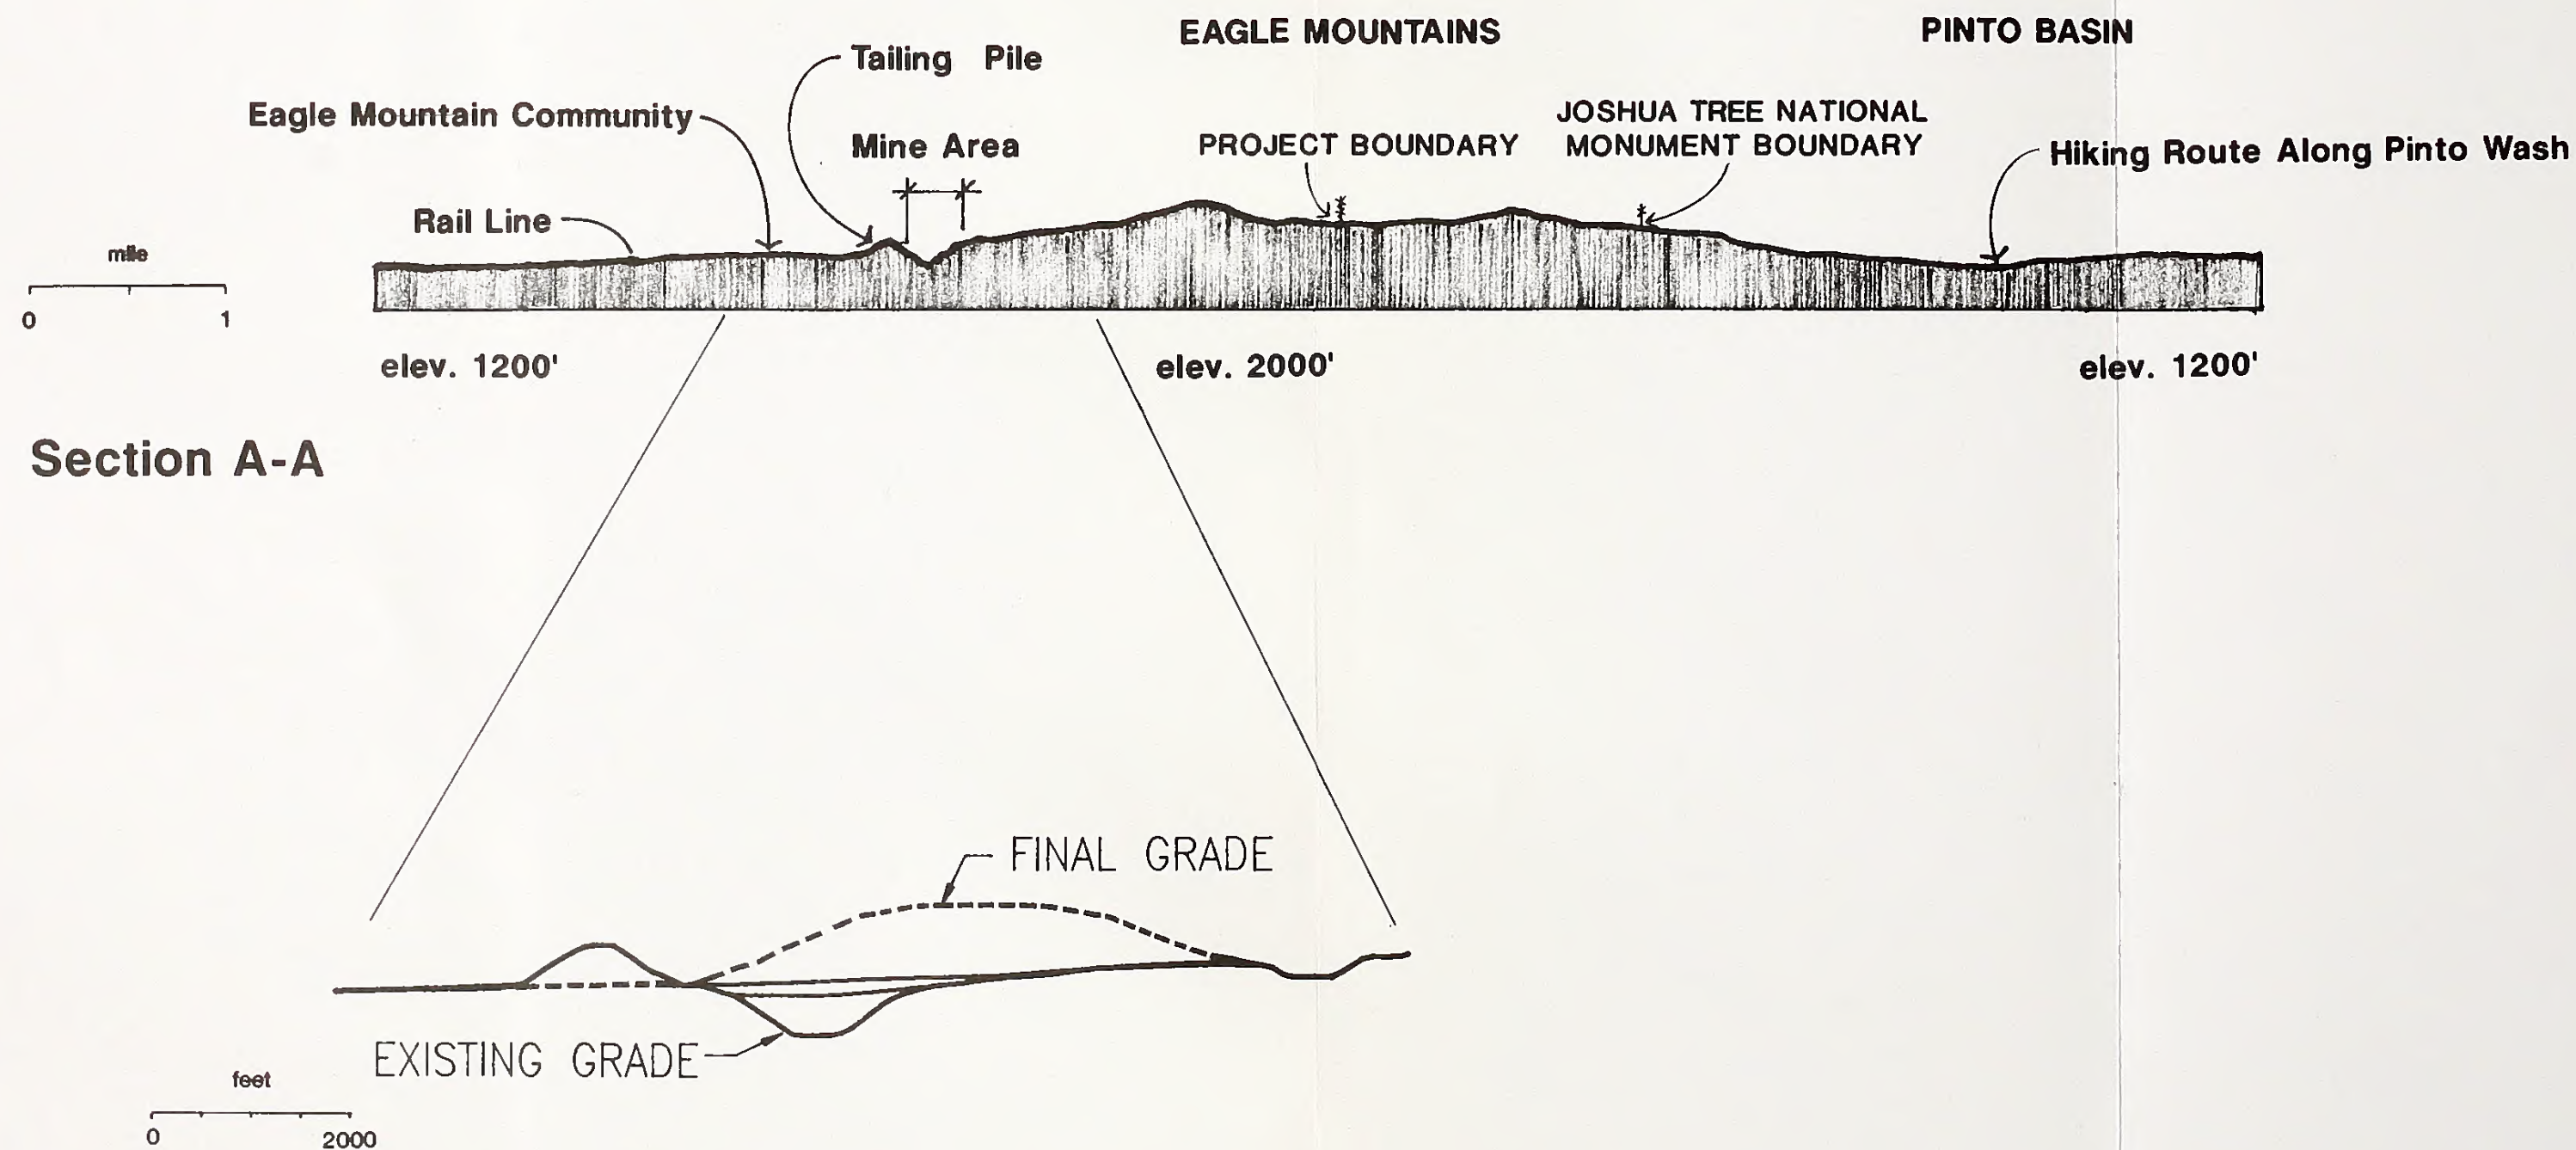 EAGLE MOUNTAINS
PINTO BASIN
Tailing Pile
Eagle Mountain Community
Mine Area
PROJECT BOUNDARY
JOSHUA TREE NATIONAL
MONUMENT BOUNDARY
Hiking Route Along Pinto Wash
Rail Line
mile
0 1
elev. 1200'
elev. 2000'
elev. 1200'
Section A-A
FINAL GRADE
EXISTING GRADE
feet
0 2000